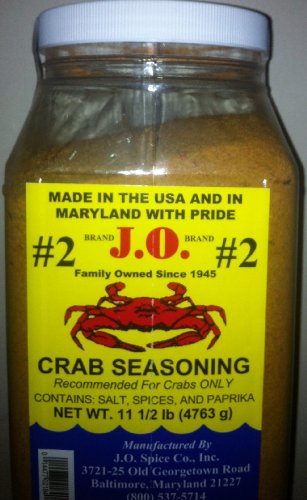 MADE IN THE USA AND IN
MARYLAND WITH PRIDE
#2 BRAND J.O. BRAND #2
Family Owned Since 1945
CRAB SEASONING
Recommended For Crabs ONLY
CONTAINS: SALT, SPICES, AND PAPRIKA
NET WT. 11 1/2 lb (4763 g)
Manufactured By
J.O. Spice Co., Inc.
3721-25 Old Georgetown Road
Baltimore, Maryland 21227
(800) 537-5714